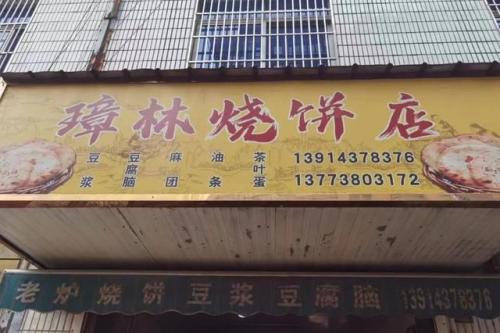 璋林烧饼店
豆浆 豆腐脑 麻团 油条 茶叶蛋
13914378376
13773803172
老炉烧饼豆浆豆腐脑 13914378376